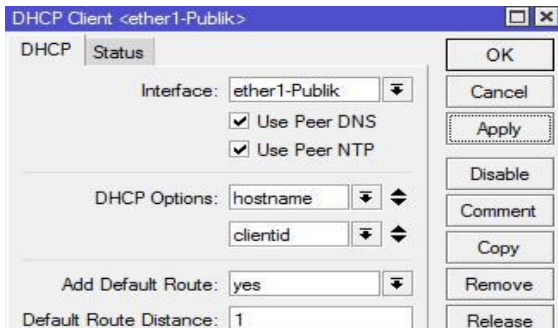 DHCP Client <ether1-Publik>
DHCP Status
OK
Interface: ether1-Publik
Cancel
Use Peer DNS
Apply
Use Peer NTP
Disable
DHCP Options: hostname
Comment
clientid
Copy
Add Default Route: yes
Remove
Default Route Distance: 1
Release